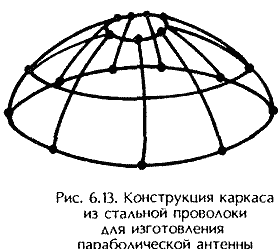 Рис. 6.13. Конструкция каркаса
из стальной проволоки
для изготовления
параболической антенны